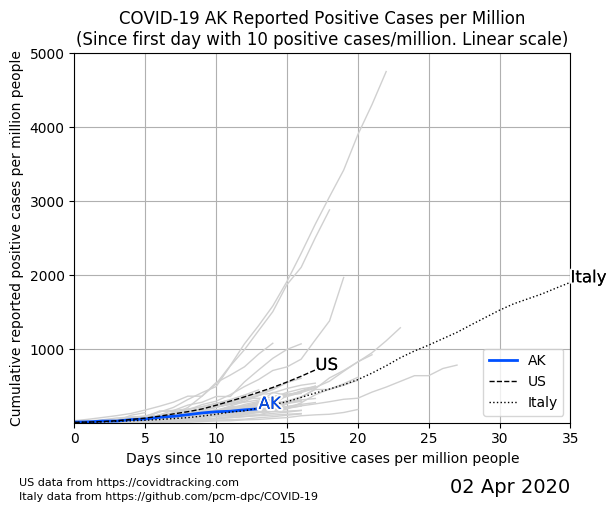 COVID-19 AK Reported Positive Cases per Million
(Since first day with 10 positive cases/million. Linear scale)
Cumulative reported positive cases per million people
5000
4000
3000
2000
1000
Italy
US
AK
AK
US
Italy
0 5 10 15 20 25 30 35
Days since 10 reported positive cases per million people
US data from https://covidtracking.com
Italy data from https://github.com/pcm-dpc/COVID-19
02 Apr 2020